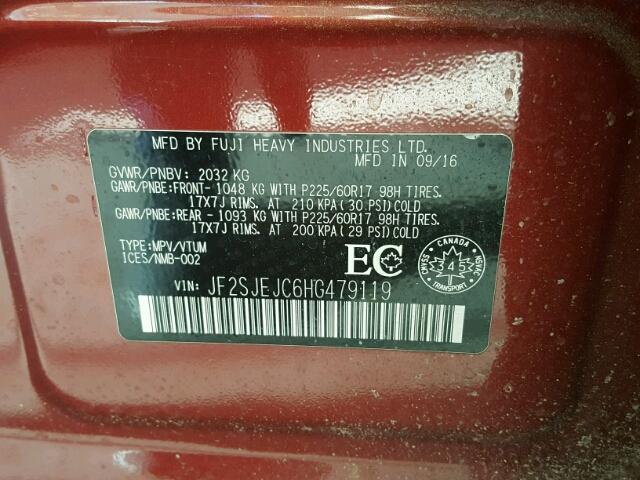 MFD BY FUJI HEAVY INDUSTRIES LTD.
MFD IN 09/16
GVWR/PNBV: 2032 KG
GAWR/PNBE:FRONT- 1048 KG WITH P225/60R17 98H TIRES.
17X7J RIMS. AT 210 KPA(30 PSI)COLD
GAWR/PNBE:REAR - 1093 KG WITH P225/60R17 98H TIRES.
17X7J RIMS. AT 200 KPA(29 PSI)COLD
TYPE:MPV/VTUM
ICES/NMB-002
EC
CANADA
SVNAC
NSVAC
345
VIN: JF2SJEJC6HG479119